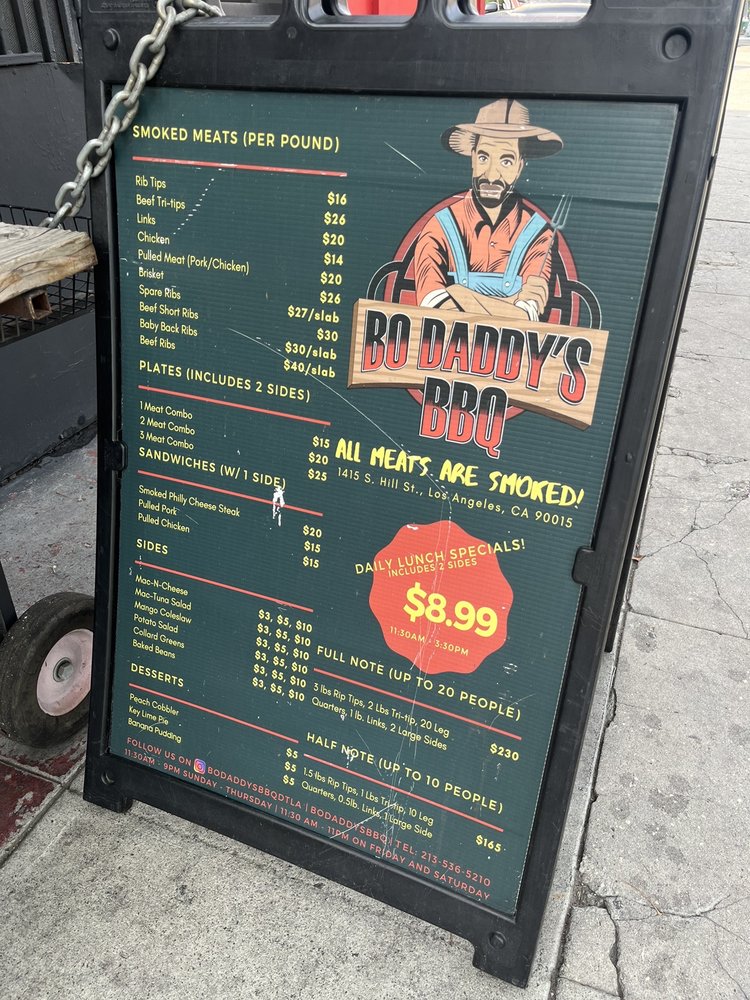 SMOKED MEATS (PER POUND)
Rib Tips $16
Beef Tri-tips $26
Links $20
Chicken $14
Pulled Meat (Pork/Chicken) $20
Brisket $26
Spare Ribs $27/slab
Beef Short Ribs $30
Baby Back Ribs $30/slab
Beef Ribs $40/slab
PLATES (INCLUDES 2 SIDES)
1 Meat Combo $15
2 Meat Combo $20
3 Meat Combo $25
SANDWICHES (W/ 1 SIDE)
Smoked Philly Cheese Steak $20
Pulled Pork $15
Pulled Chicken $15
SIDES
Mac-N-Cheese $3, $5, $10
Mac-Tuna Salad $3, $5, $10
Mango Coleslaw $3, $5, $10
Potato Salad $3, $5, $10
Collard Greens $3, $5, $10
Baked Beans $3, $5, $10
DESSERTS
Peach Cobbler $5
Key Lime Pie $5
Banana Pudding $5
BO DADDY'S
BBQ
ALL MEATS ARE SMOKED!
1415 S. Hill St., Los Angeles, CA 90015
DAILY LUNCH SPECIALS!
INCLUDES 2 SIDES
$8.99
11:30AM - 3:30PM
FULL NOTE (UP TO 20 PEOPLE)
3 lbs Rip Tips, 2 Lbs Tri-tip, 20 Leg
Quarters, 1 lb. Links, 2 Large Sides $230
HALF NOTE (UP TO 10 PEOPLE)
1.5 lbs Rip Tips, 1 Lbs Tri-tip, 10 Leg
Quarters, 0.5lb. Links, 1 Large Side $165
FOLLOW US ON BODADDYSBBQDTLA | BODADDYSBBQ | TEL: 213-536-5210
11:30AM - 9PM SUNDAY - THURSDAY | 11:30 AM - 11PM ON FRIDAY AND SATURDAY